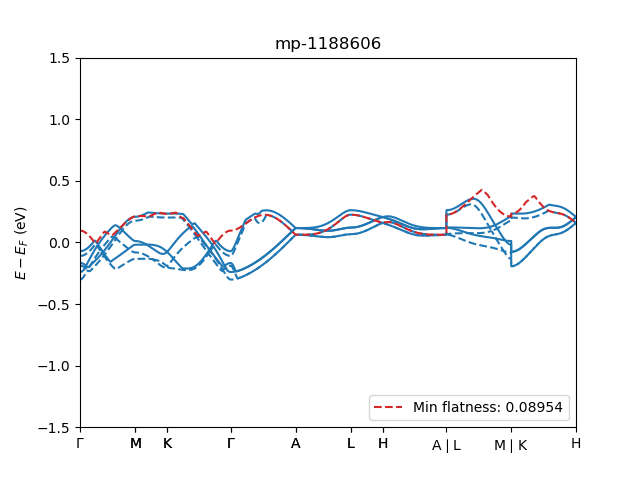 mp-1188606
1.5
1.0
0.5
0.0
−0.5
−1.0
−1.5
E − E_F (eV)
Min flatness: 0.08954
Γ M K Γ A L H A | L M | K H